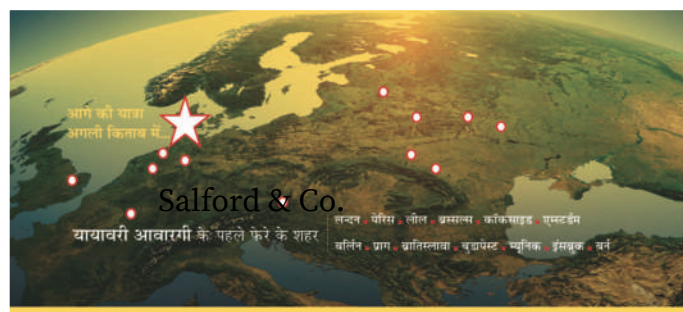 आगे की यात्रा
अगली किताब में...
Salford & Co.
यायावरी आवारगी के पहले फेरे के शहर
लन्दन पेरिस लील ब्रसल्स कॉकसाइड एम्स्टर्डम
बर्लिन प्राग ब्रातिस्लावा बुडापेस्ट म्यूनिक इंसब्रुक बर्न